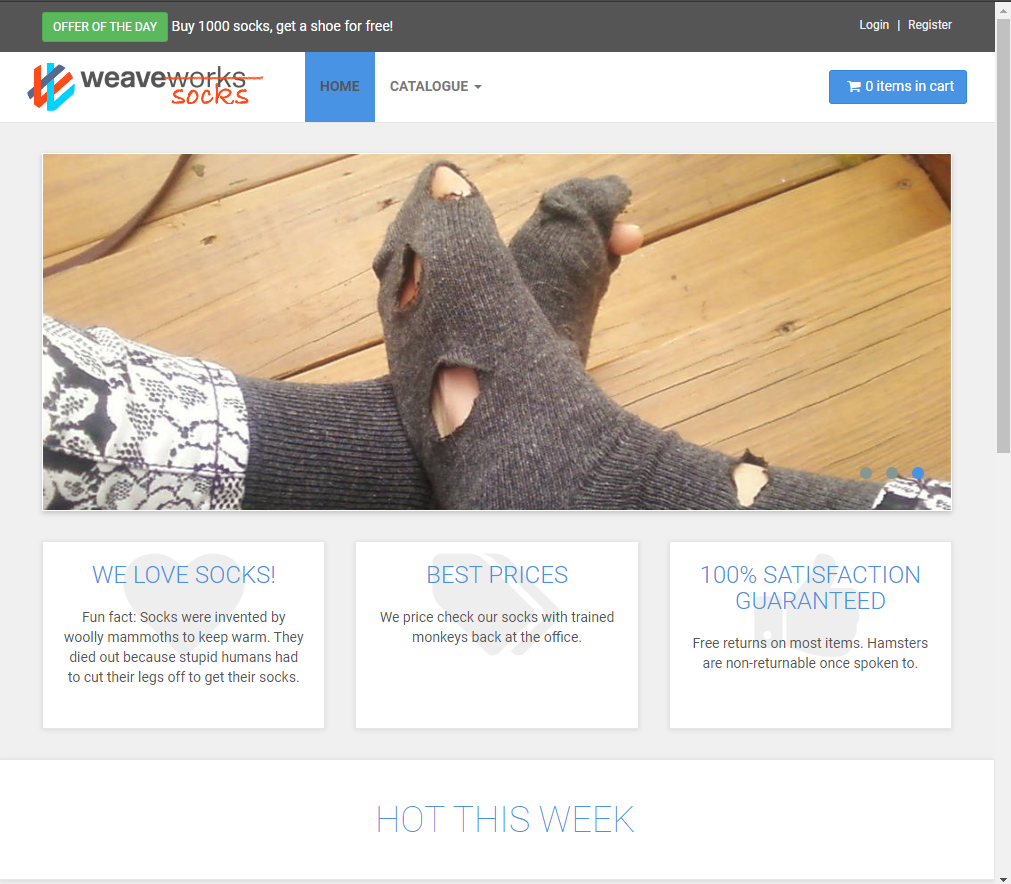 OFFER OF THE DAY Buy 1000 socks, get a shoe for free!
Login | Register
weaveworks
socks
HOME
CATALOGUE
0 items in cart
WE LOVE SOCKS!
Fun fact: Socks were invented by
woolly mammoths to keep warm. They
died out because stupid humans had
to cut their legs off to get their socks.
BEST PRICES
We price check our socks with trained
monkeys back at the office.
100% SATISFACTION
GUARANTEED
Free returns on most items. Hamsters
are non-returnable once spoken to.
HOT THIS WEEK